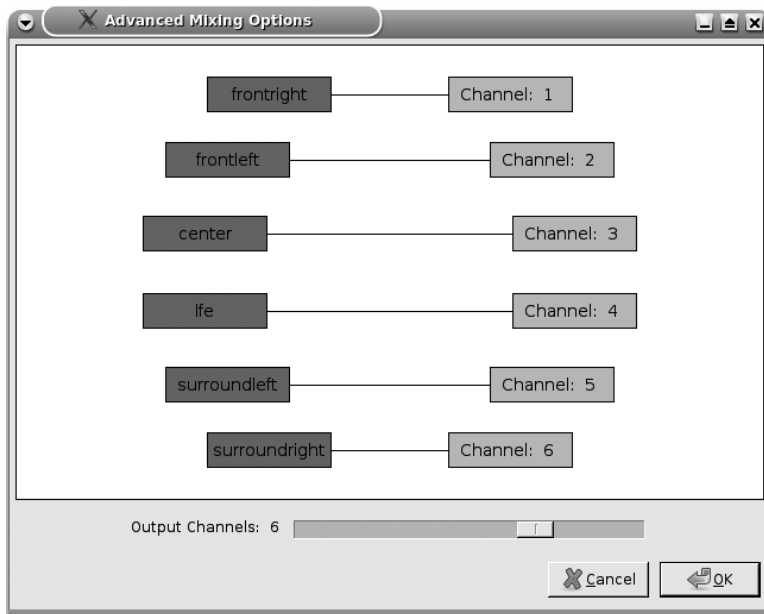 Advanced Mixing Options
frontright Channel: 1
frontleft Channel: 2
center Channel: 3
lfe Channel: 4
surroundleft Channel: 5
surroundright Channel: 6
Output Channels: 6
Cancel OK